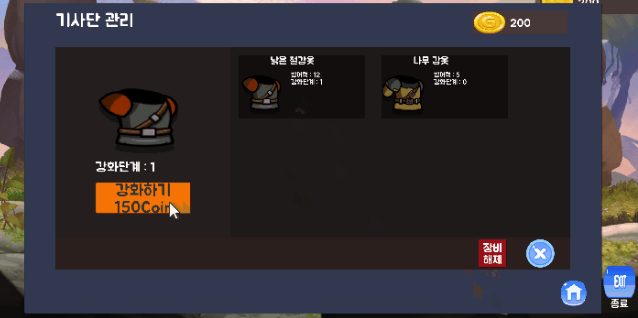 기사단 관리
200
낡은 철갑옷
방어력 : 12
강화단계 : 1
나무 갑옷
방어력 : 5
강화단계 : 0
강화단계 : 1
강화하기
150Coin
장비
해제
EXIT
종료